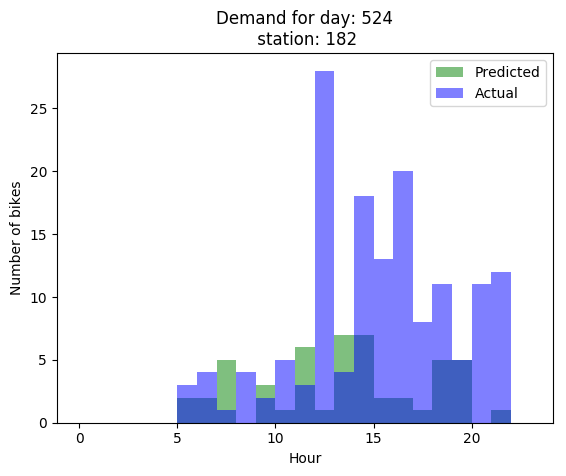 Demand for day: 524
station: 182
Predicted
Actual
Number of bikes
25
20
15
10
5
0
0
5
10
15
20
Hour